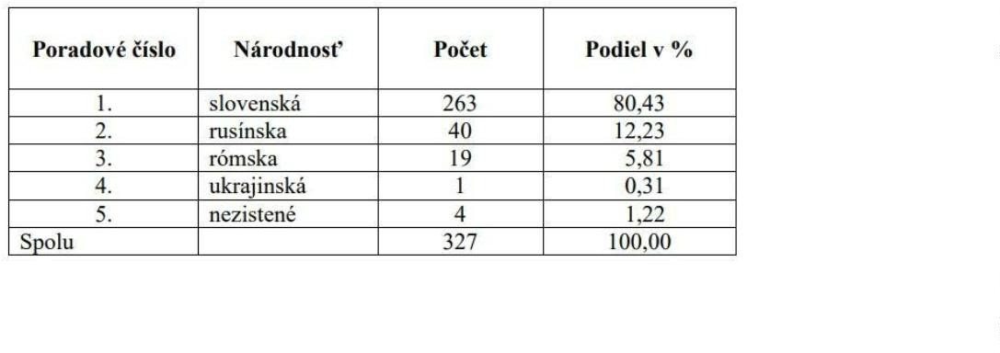 Poradové číslo Národnosť Počet Podiel v %
1. slovenská 263 80,43
2. rusínska 40 12,23
3. rómska 19 5,81
4. ukrajinská 1 0,31
5. nezistené 4 1,22
Spolu 327 100,00